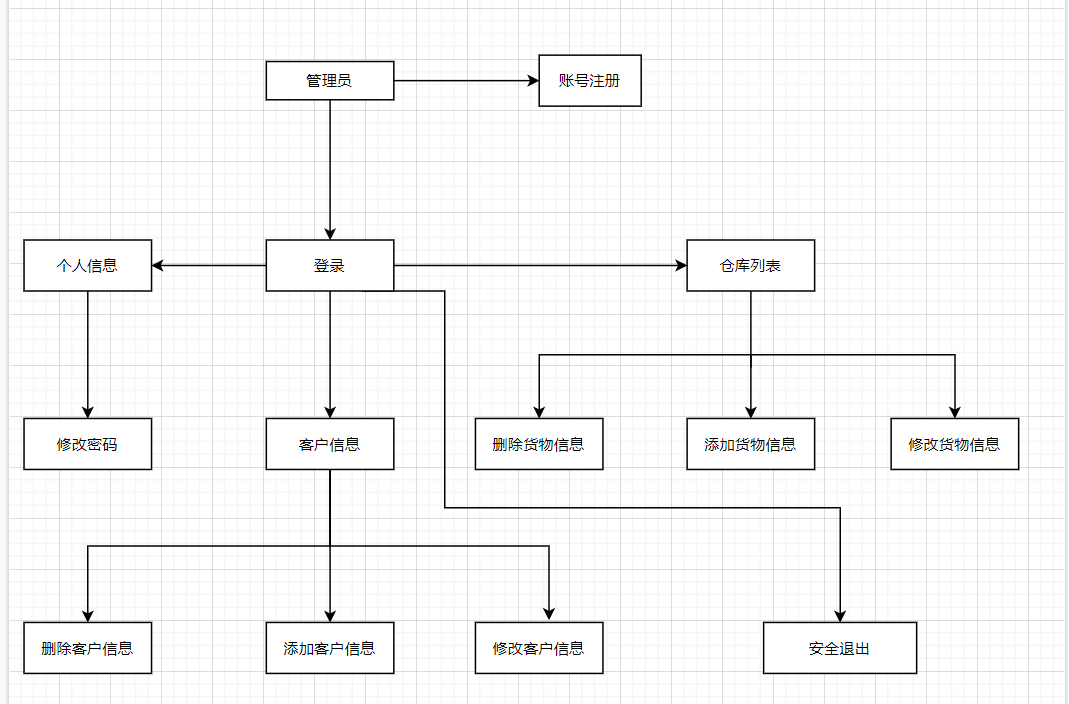 管理员
账号注册
个人信息
登录
仓库列表
修改密码
客户信息
删除货物信息
添加货物信息
修改货物信息
删除客户信息
添加客户信息
修改客户信息
安全退出